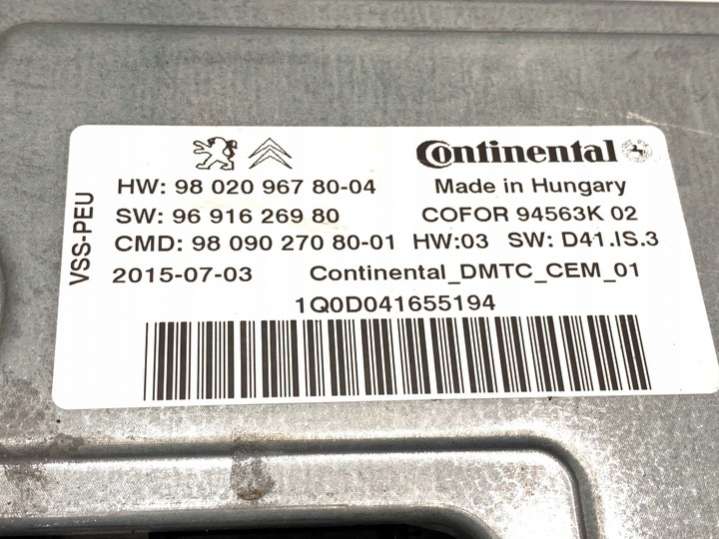 Continental
HW: 98 020 967 80-04 Made in Hungary
SW: 96 916 269 80 COFOR 94563K 02
CMD: 98 090 270 80-01 HW:03 SW: D41.IS.3
2015-07-03 Continental_DMTC_CEM_01
1Q0D041655194
VSS-PEU